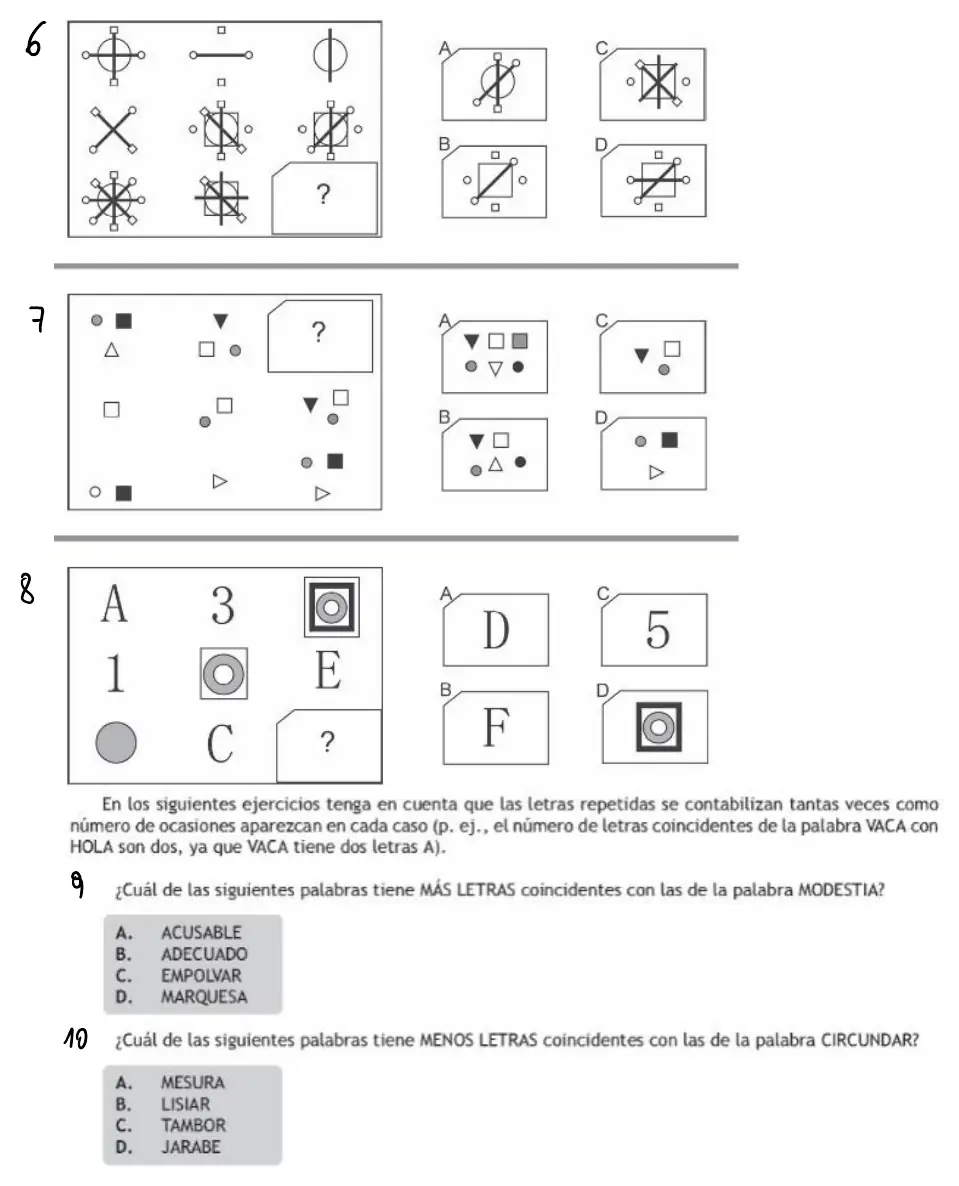 6
A
C
B
D
?
7
?
A
C
B
D
8
A 3
1 E
C ?
A
D
C
5
B
F
D
En los siguientes ejercicios tenga en cuenta que las letras repetidas se contabilizan tantas veces como
número de ocasiones aparezcan en cada caso (p. ej., el número de letras coincidentes de la palabra VACA con
HOLA son dos, ya que VACA tiene dos letras A).
9
¿Cuál de las siguientes palabras tiene MÁS LETRAS coincidentes con las de la palabra MODESTIA?
A. ACUSABLE
B. ADECUADO
C. EMPOLVAR
D. MARQUESA
10
¿Cuál de las siguientes palabras tiene MENOS LETRAS coincidentes con las de la palabra CIRCUNDAR?
A. MESURA
B. LISIAR
C. TAMBOR
D. JARABE